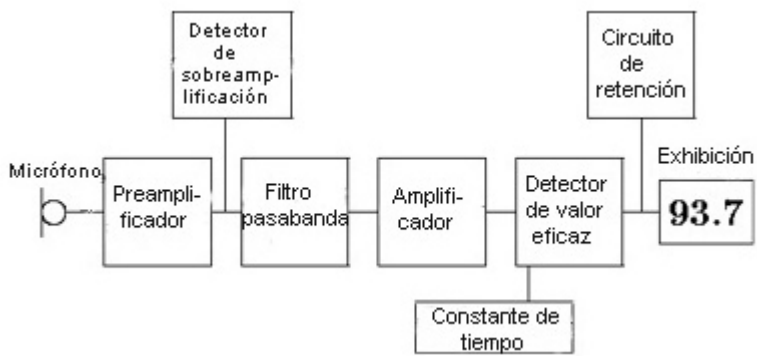 Detector
de
sobreamp-
lificación
Circuito
de
retención
Micrófono
Preampli-
ficador
Filtro
pasabanda
Amplifi-
cador
Detector
de valor
eficaz
Exhibición
93.7
Constante de
tiempo